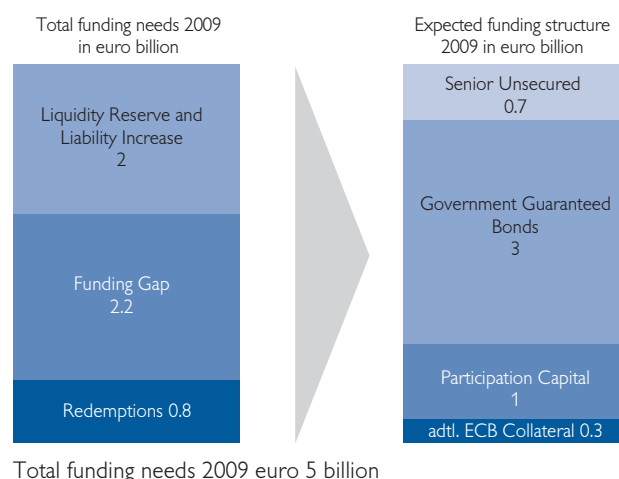 Total funding needs 2009
in euro billion
Liquidity Reserve and
Liability Increase
2
Funding Gap
2.2
Redemptions 0.8
Expected funding structure
2009 in euro billion
Senior Unsecured
0.7
Government Guaranteed
Bonds
3
Participation Capital
1
adtl. ECB Collateral 0.3
Total funding needs 2009 euro 5 billion